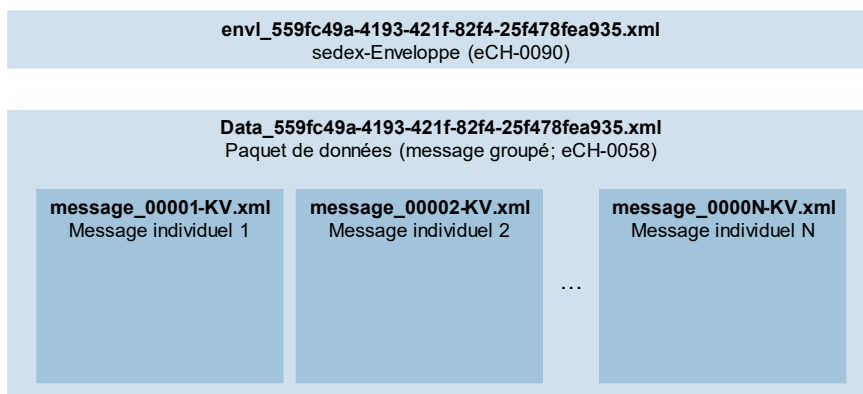 envl_559fc49a-4193-421f-82f4-25f478fea935.xml
sedex-Enveloppe (eCH-0090)
Data_559fc49a-4193-421f-82f4-25f478fea935.xml
Paquet de données (message groupé; eCH-0058)
message_00001-KV.xml
Message individuel 1
message_00002-KV.xml
Message individuel 2
…
message_0000N-KV.xml
Message individuel N